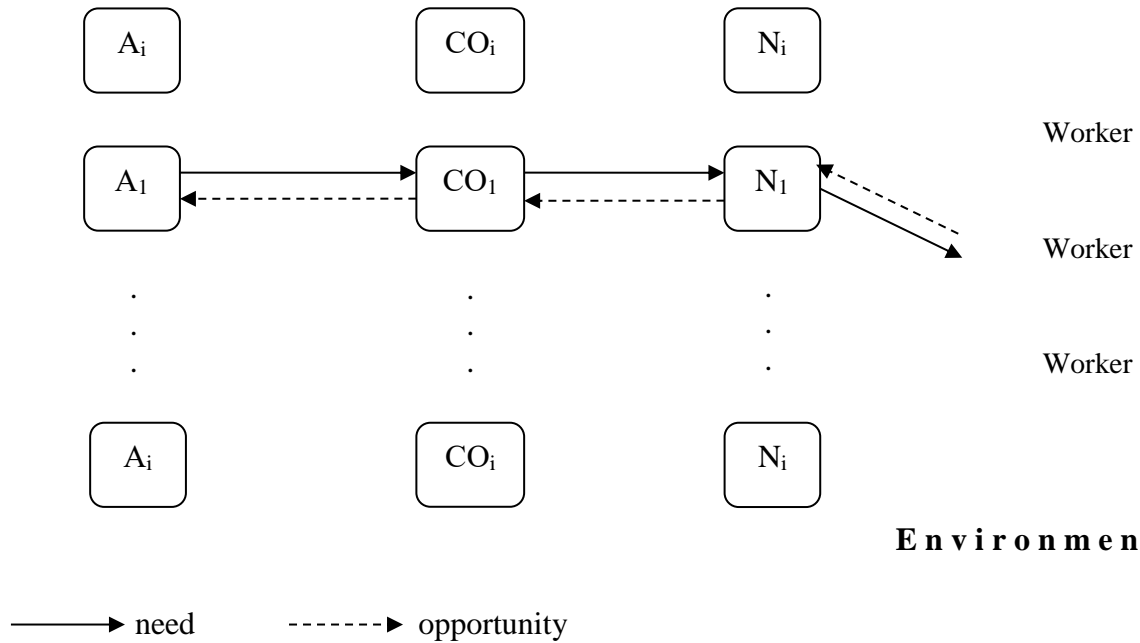 Aᵢ COᵢ Nᵢ
Worker
A₁ CO₁ N₁
Worker
. . .
. . .
Worker
. . .
Aᵢ COᵢ Nᵢ
E n v i r o n m e n
need opportunity